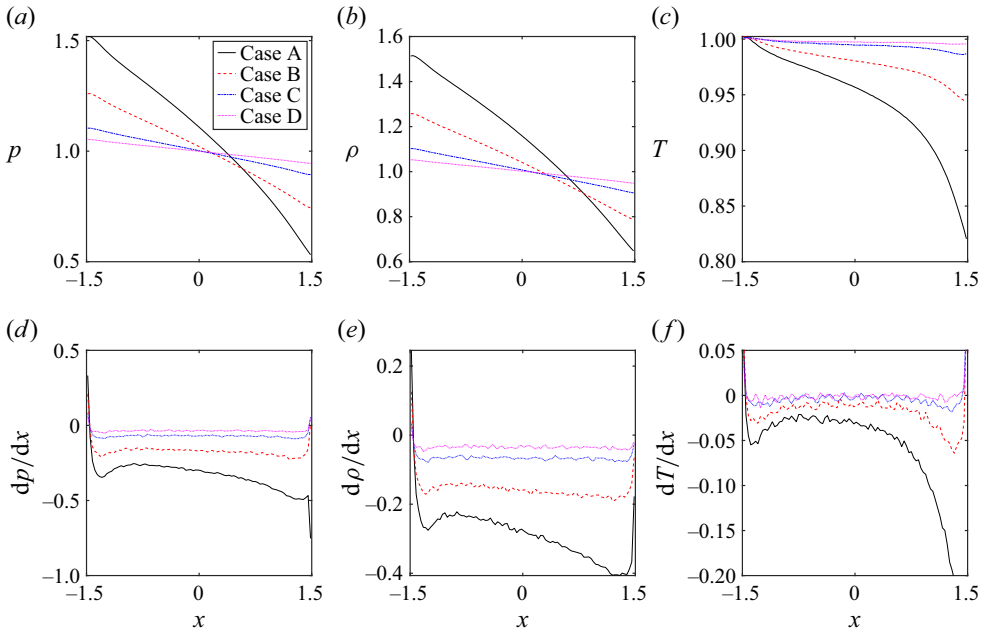 (a)
(b)
(c)
1.5
1.0
0.5
p
Case A
Case B
Case C
Case D
−1.5 0 1.5
1.6
1.4
1.2
1.0
0.8
0.6
ρ
−1.5 0 1.5
1.00
0.95
0.90
0.85
0.80
T
−1.5 0 1.5
(d)
(e)
(f)
0.5
0
−0.5
−1.0
dp/dx
−1.5 0 1.5
x
0.2
0
−0.2
−0.4
dρ/dx
−1.5 0 1.5
x
0.05
0
−0.05
−0.10
−0.15
−0.20
dT/dx
−1.5 0 1.5
x